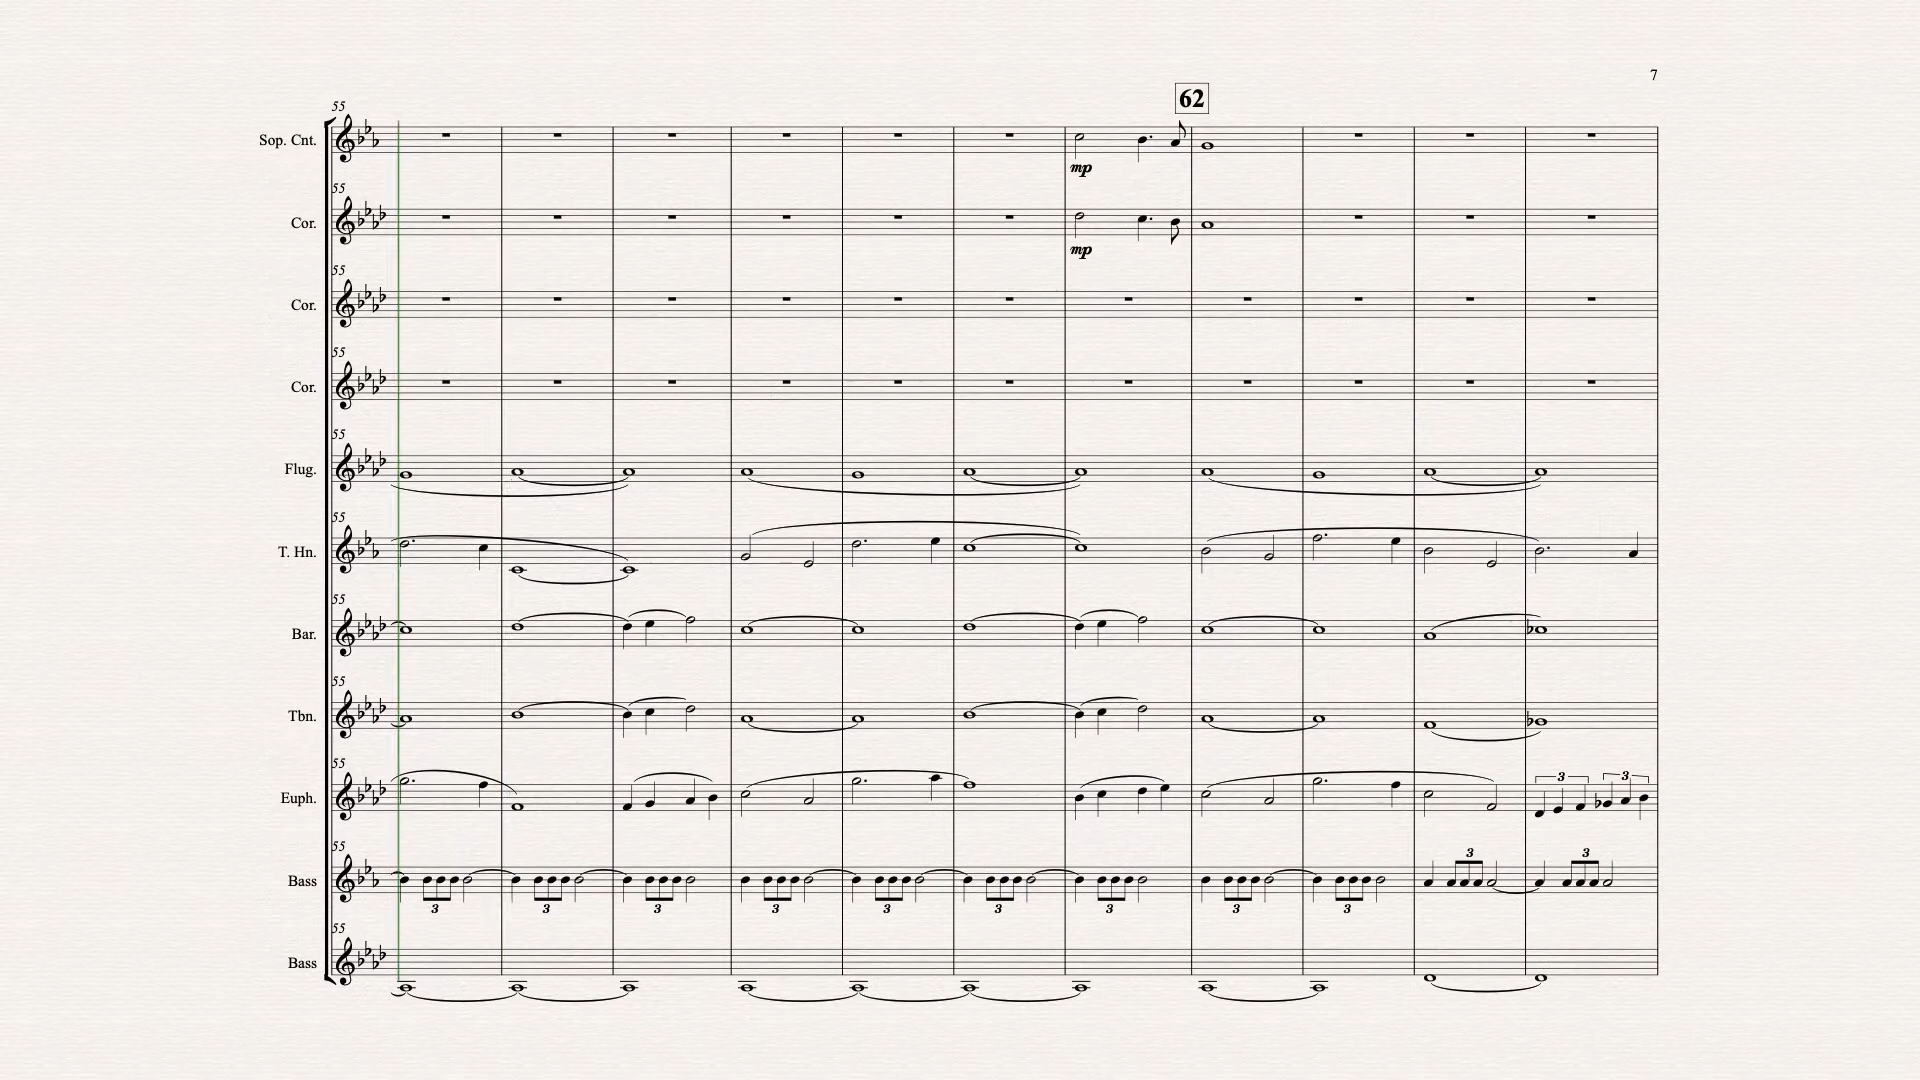 7
62
55
Sop. Cnt.
mp
55
Cor.
mp
55
Cor.
55
Cor.
55
Flug.
55
T. Hn.
55
Bar.
55
Tbn.
55
Euph.
3 3
55
Bass
3 3 3 3 3 3 3 3 3 3 3
55
Bass